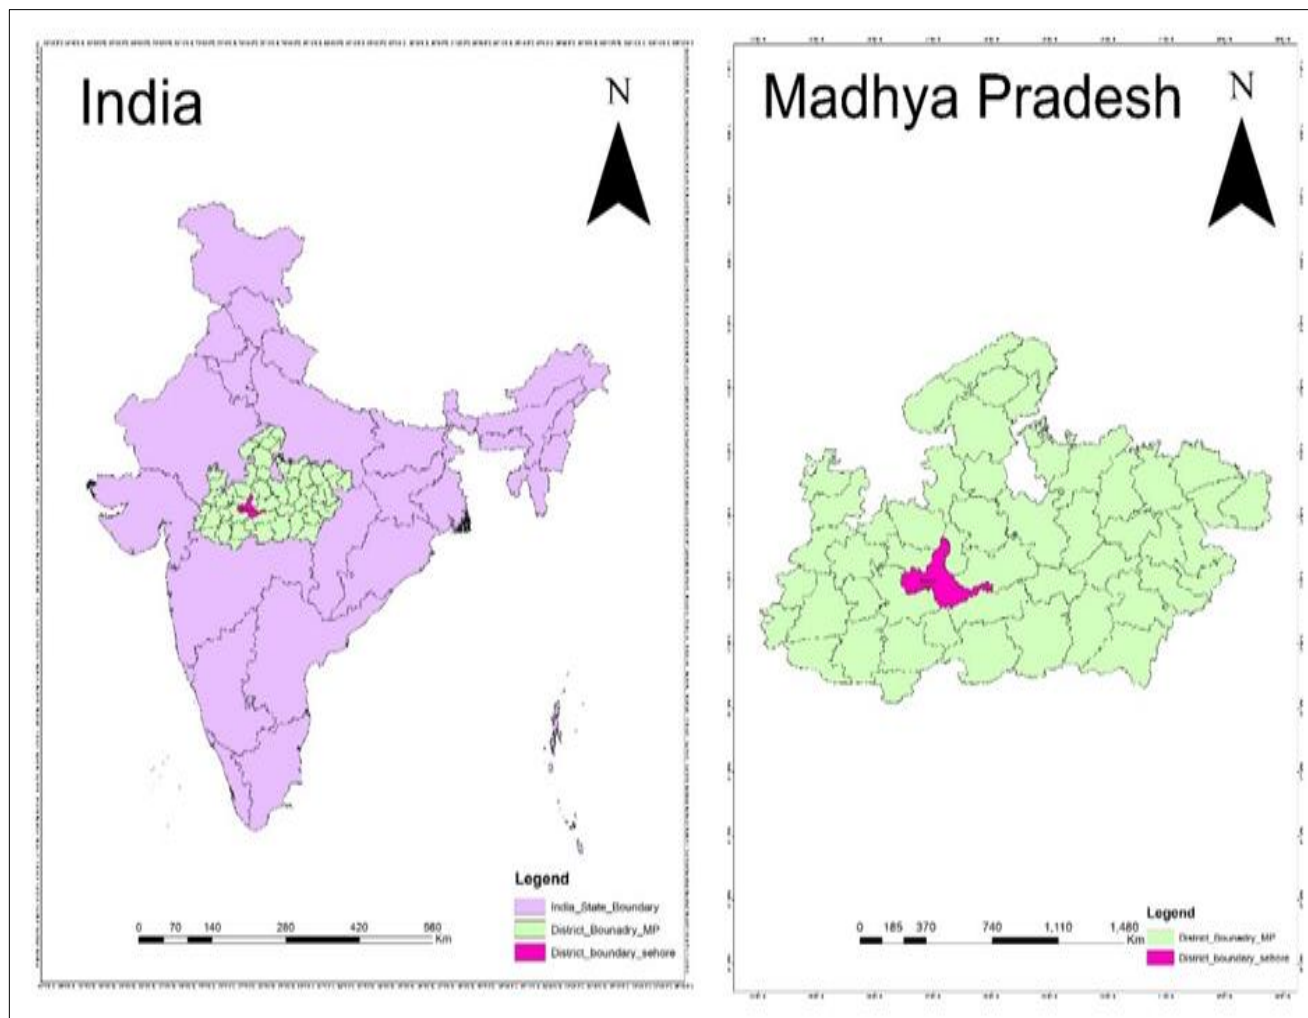 India
N
Legend
India_State_Boundary
District_Bounadry_MP
District_boundary_sehore
0 70 140 280 420 560
Km
Madhya Pradesh
N
Legend
District_Bounadry_MP
District_boundary_sehore
0 185 370 740 1,110 1,480
Km